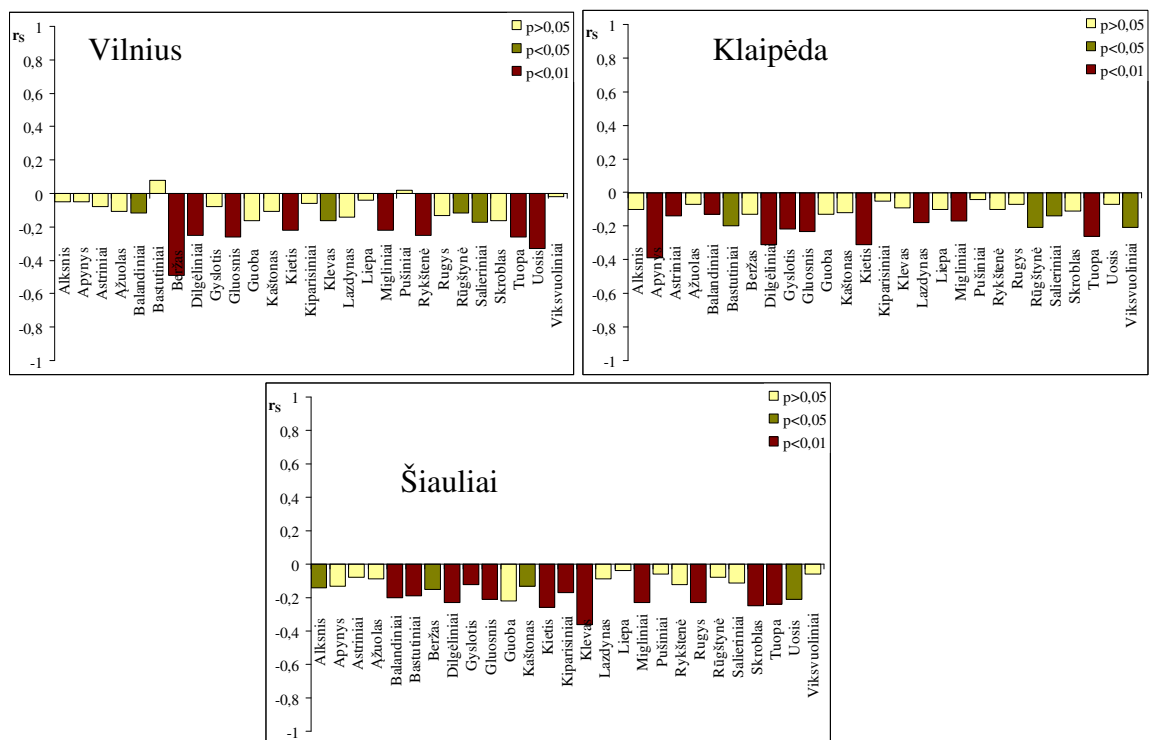 Vilnius
r_S
1
0,8
0,6
0,4
0,2
0
-0,2
-0,4
-0,6
-0,8
-1
p>0,05
p<0,05
p<0,01
Alksnis
Apynys
Astriniai
Ąžuolas
Balandiniai
Bastutiniai
Beržas
Dilgėliniai
Gyslotis
Gluosnis
Guoba
Kaštonas
Kietis
Kiparisiniai
Klevas
Lazdynas
Liepa
Migliniai
Pušiniai
Rykštenė
Rugys
Rūgštynė
Salieriniai
Skroblas
Tuopa
Uosis
Viksvuoliniai
Klaipėda
1
0,8
0,6
0,4
0,2
0
-0,2
-0,4
-0,6
-0,8
-1
r_S
p>0,05
p<0,05
p<0,01
Alksnis
Apynys
Astriniai
Ąžuolas
Balandiniai
Bastutiniai
Beržas
Dilgėliniai
Gyslotis
Gluosnis
Guoba
Kaštonas
Kietis
Kiparisiniai
Klevas
Lazdynas
Liepa
Migliniai
Pušiniai
Rykštenė
Rugys
Rūgštynė
Salieriniai
Skroblas
Tuopa
Uosis
Viksvuoliniai
Šiauliai
1
r_S
0,8
0,6
0,4
0,2
0
-0,2
-0,4
-0,6
-0,8
-1
p>0,05
p<0,05
p<0,01
Alksnis
Apynys
Astriniai
Ąžuolas
Balandiniai
Bastutiniai
Beržas
Dilgėliniai
Gyslotis
Gluosnis
Guoba
Kaštonas
Kietis
Kiparisiniai
Klevas
Lazdynas
Liepa
Migliniai
Pušiniai
Rykštenė
Rugys
Rūgštynė
Salieriniai
Skroblas
Tuopa
Uosis
Viksvuoliniai